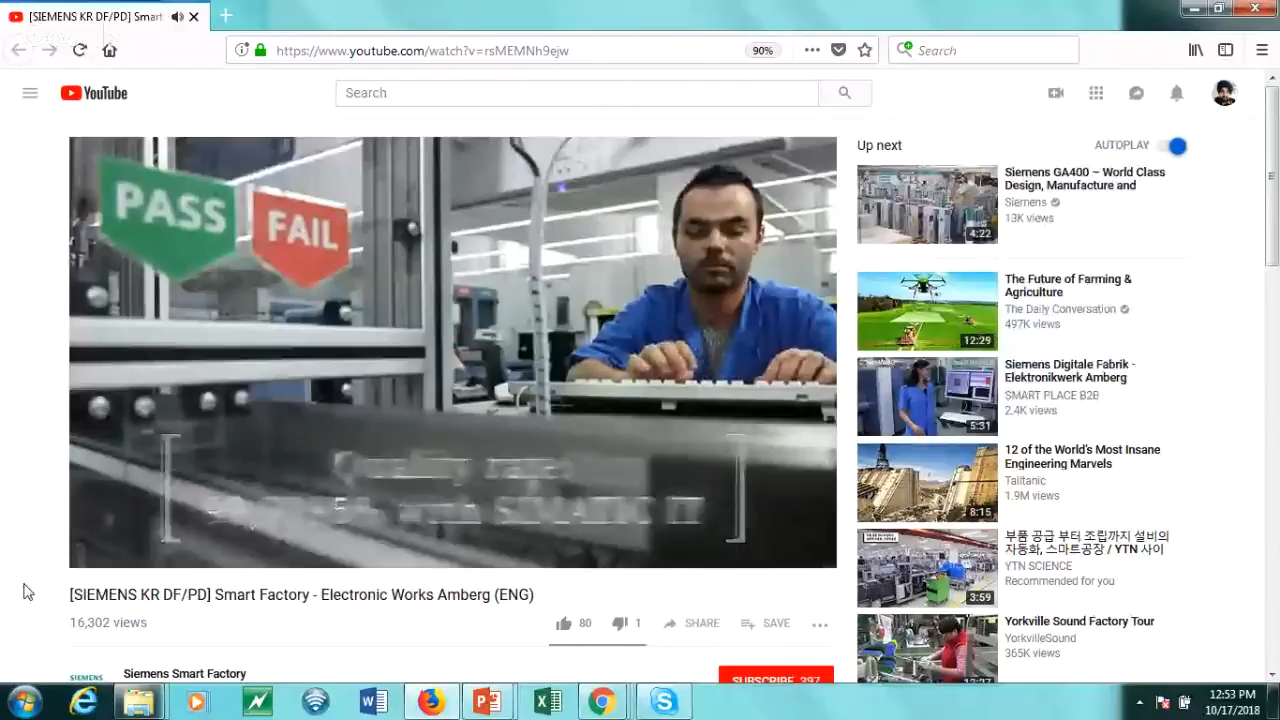 [SIEMENS KR DF/PD] Smart
https://www.youtube.com/watch?v=rsMEMNh9ejw
90%
Search
YouTube
Search
PASS
FAIL
[SIEMENS KR DF/PD] Smart Factory - Electronic Works Amberg (ENG)
16,302 views
80
1
SHARE
SAVE
SIEMENS
Siemens Smart Factory
SUBSCRIBE 397
Up next
AUTOPLAY
Siemens GA400 – World Class
Design, Manufacture and
Siemens
13K views
4:22
The Future of Farming &
Agriculture
The Daily Conversation
497K views
12:29
Siemens Digitale Fabrik -
Elektronikwerk Amberg
SMART PLACE B2B
2.4K views
5:31
12 of the World's Most Insane
Engineering Marvels
Talltanic
1.9M views
8:15
부품 공급 부터 조립까지 설비의
자동화, 스마트공장 / YTN 사이
YTN SCIENCE
Recommended for you
3:59
Yorkville Sound Factory Tour
YorkvilleSound
365K views
12:53 PM
10/17/2018